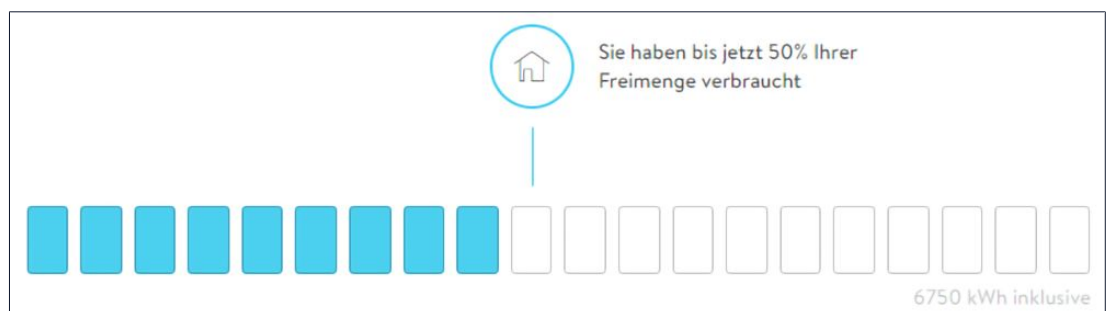 Sie haben bis jetzt 50% Ihrer
Freimenge verbraucht
6750 kWh inklusive